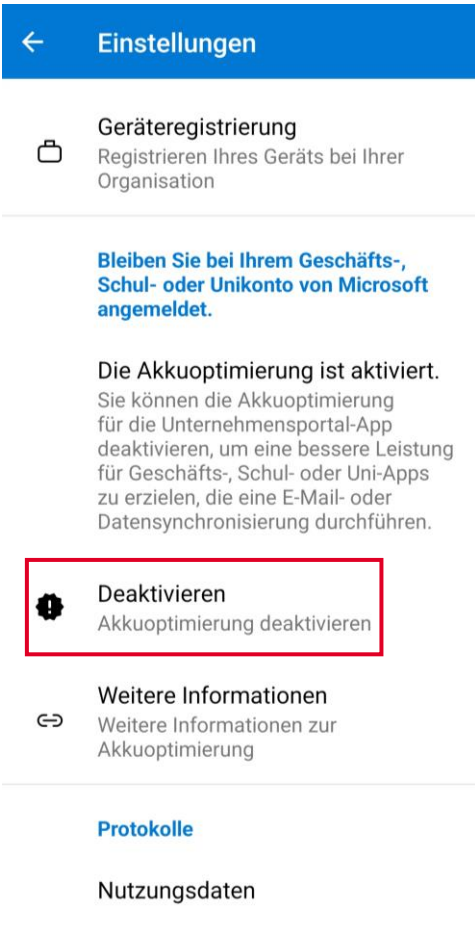 Einstellungen
Geräteregistrierung
Registrieren Ihres Geräts bei Ihrer
Organisation
Bleiben Sie bei Ihrem Geschäfts-,
Schul- oder Unikonto von Microsoft
angemeldet.
Die Akkuoptimierung ist aktiviert.
Sie können die Akkuoptimierung
für die Unternehmensportal-App
deaktivieren, um eine bessere Leistung
für Geschäfts-, Schul- oder Uni-Apps
zu erzielen, die eine E-Mail- oder
Datensynchronisierung durchführen.
Deaktivieren
Akkuoptimierung deaktivieren
Weitere Informationen
Weitere Informationen zur
Akkuoptimierung
Protokolle
Nutzungsdaten